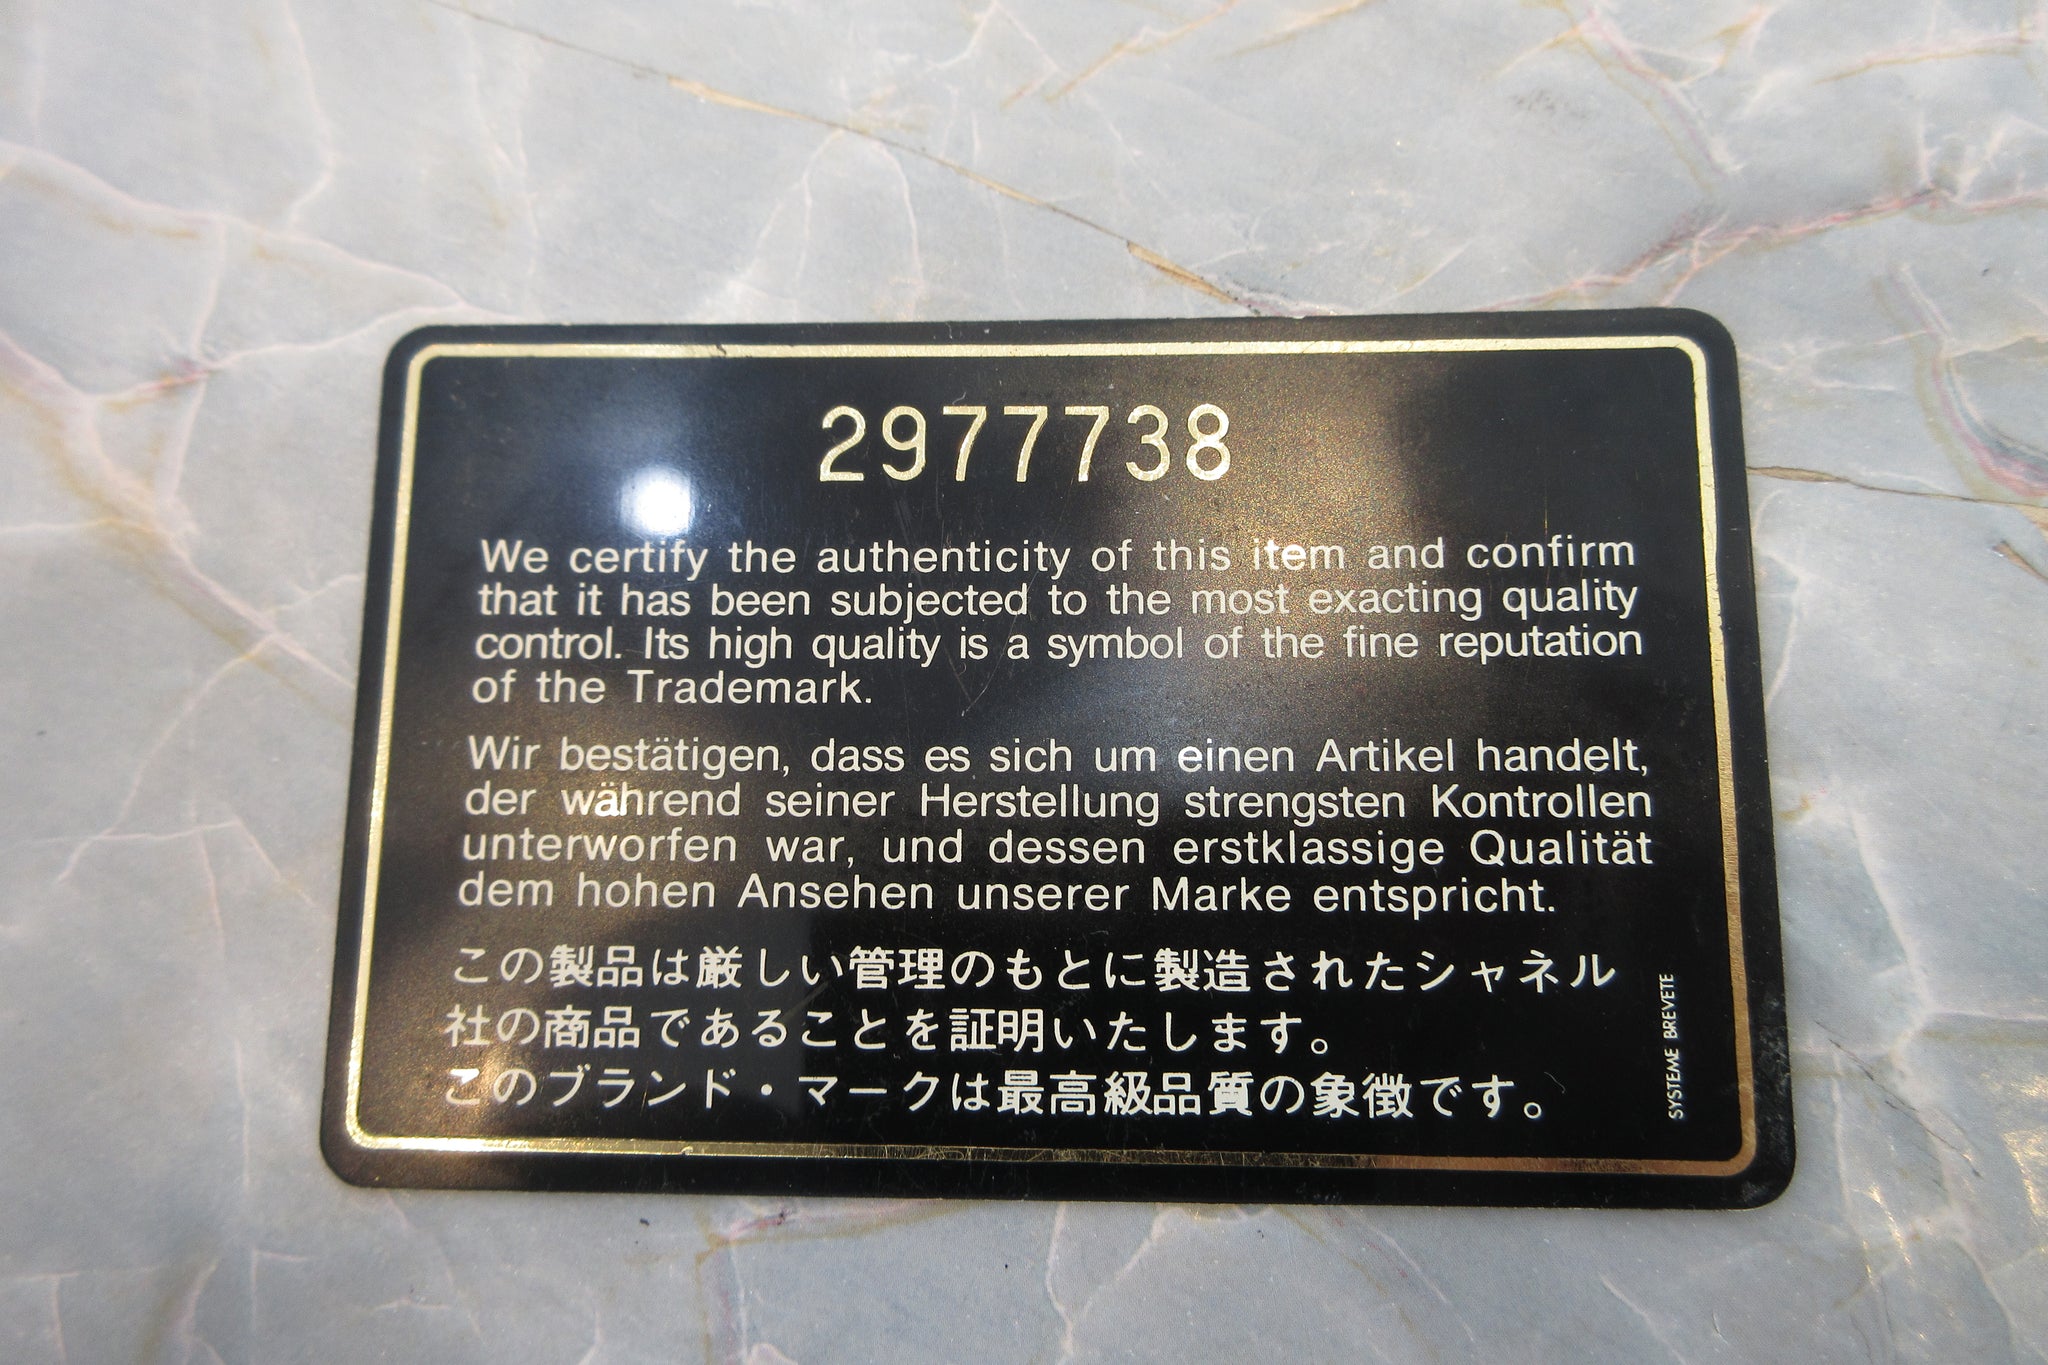 2977738
We certify the authenticity of this item and confirm
that it has been subjected to the most exacting quality
control. Its high quality is a symbol of the fine reputation
of the Trademark.
Wir bestätigen, dass es sich um einen Artikel handelt,
der während seiner Herstellung strengsten Kontrollen
unterworfen war, und dessen erstklassige Qualität
dem hohen Ansehen unserer Marke entspricht.
この製品は厳しい管理のもとに製造されたシャネル
社の商品であることを証明いたします。
このブランド・マークは最高級品質の象徴です。
SYSTEME BREVETE